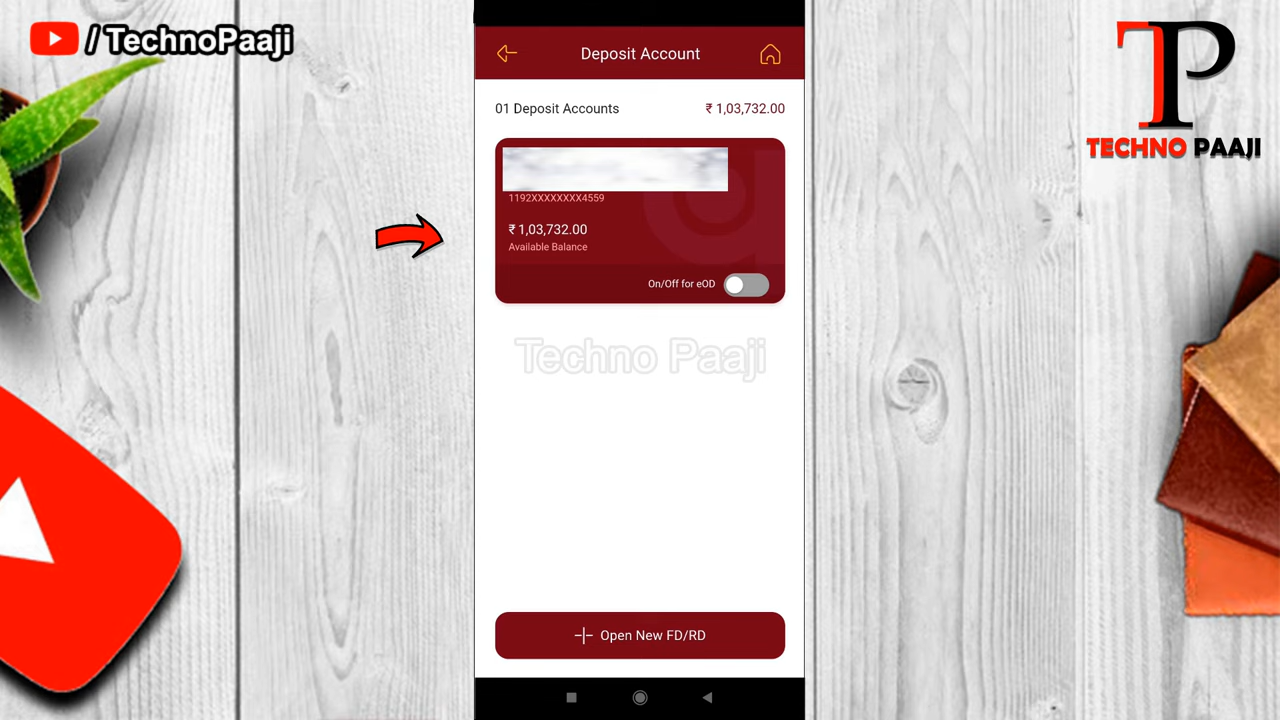 / TechnoPaaji
TP
TECHNO PAAJI
Deposit Account
01 Deposit Accounts ₹ 1,03,732.00
1192XXXXXXXX4559
₹ 1,03,732.00
Available Balance
On/Off for eOD
Techno Paaji
Open New FD/RD